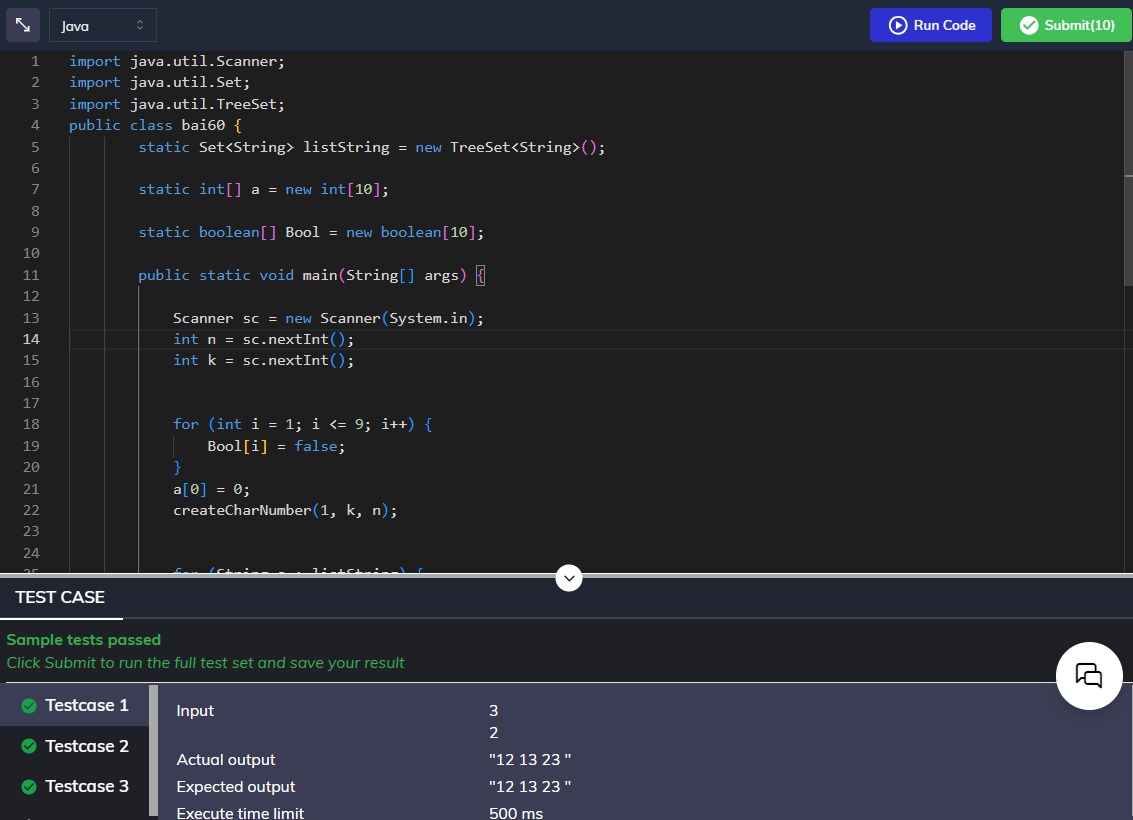 Java
Run Code
Submit(10)
1 import java.util.Scanner;
2 import java.util.Set;
3 import java.util.TreeSet;
4 public class bai60 {
5 static Set<String> listString = new TreeSet<String>();
6
7 static int[] a = new int[10];
8
9 static boolean[] Bool = new boolean[10];
10
11 public static void main(String[] args) {
12
13 Scanner sc = new Scanner(System.in);
14 int n = sc.nextInt();
15 int k = sc.nextInt();
16
17
18 for (int i = 1; i <= 9; i++) {
19 Bool[i] = false;
20 }
21 a[0] = 0;
22 createCharNumber(1, k, n);
23
24
25 for (String s : listString) {
TEST CASE
Sample tests passed
Click Submit to run the full test set and save your result
Testcase 1
Testcase 2
Testcase 3
Input 3
2
Actual output "12 13 23 "
Expected output "12 13 23 "
Execute time limit 500 ms